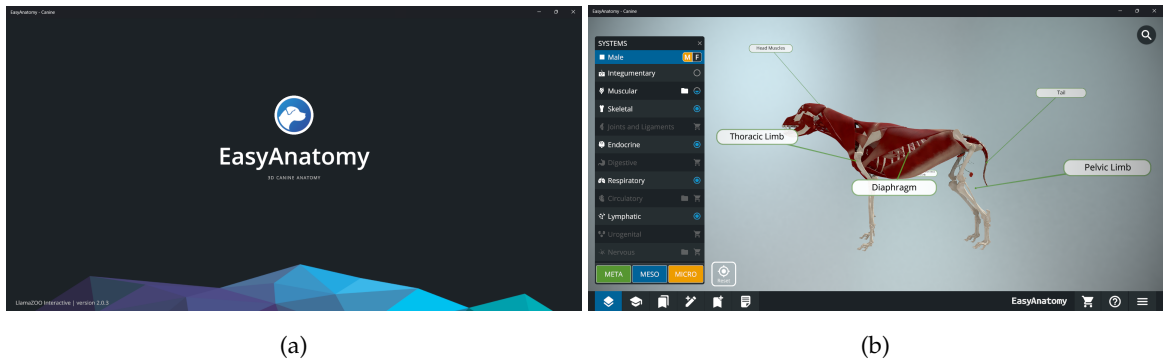 EasyAnatomy - Canine
EasyAnatomy
3D CANINE ANATOMY
LlamaZOO Interactive | version 2.0.3
(a)
EasyAnatomy - Canine
SYSTEMS
Male
M F
Integumentary
Muscular
Skeletal
Joints and Ligaments
Endocrine
Digestive
Respiratory
Circulatory
Lymphatic
Urogenital
Nervous
META MESO MICRO
Reset
Head Muscles
Tail
Thoracic Limb
Pelvic Limb
Diaphragm
EasyAnatomy
(b)